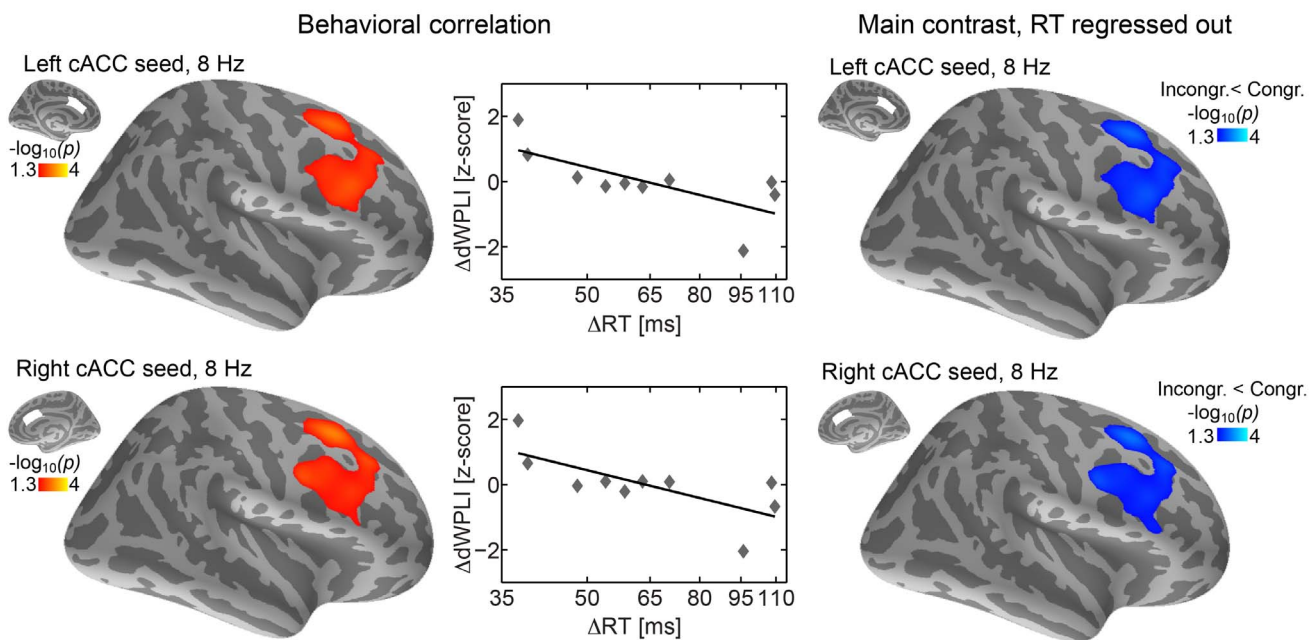 Behavioral correlation
Main contrast, RT regressed out
Left cACC seed, 8 Hz
-log10(p)
1.3 4
2
0
−2
ΔdWPLI [z-score]
35 50 65 80 95 110
ΔRT [ms]
Left cACC seed, 8 Hz
Incongr.< Congr.
-log10(p)
1.3 4
Right cACC seed, 8 Hz
-log10(p)
1.3 4
2
0
−2
ΔdWPLI [z-score]
35 50 65 80 95 110
ΔRT [ms]
Right cACC seed, 8 Hz
Incongr. < Congr.
-log10(p)
1.3 4